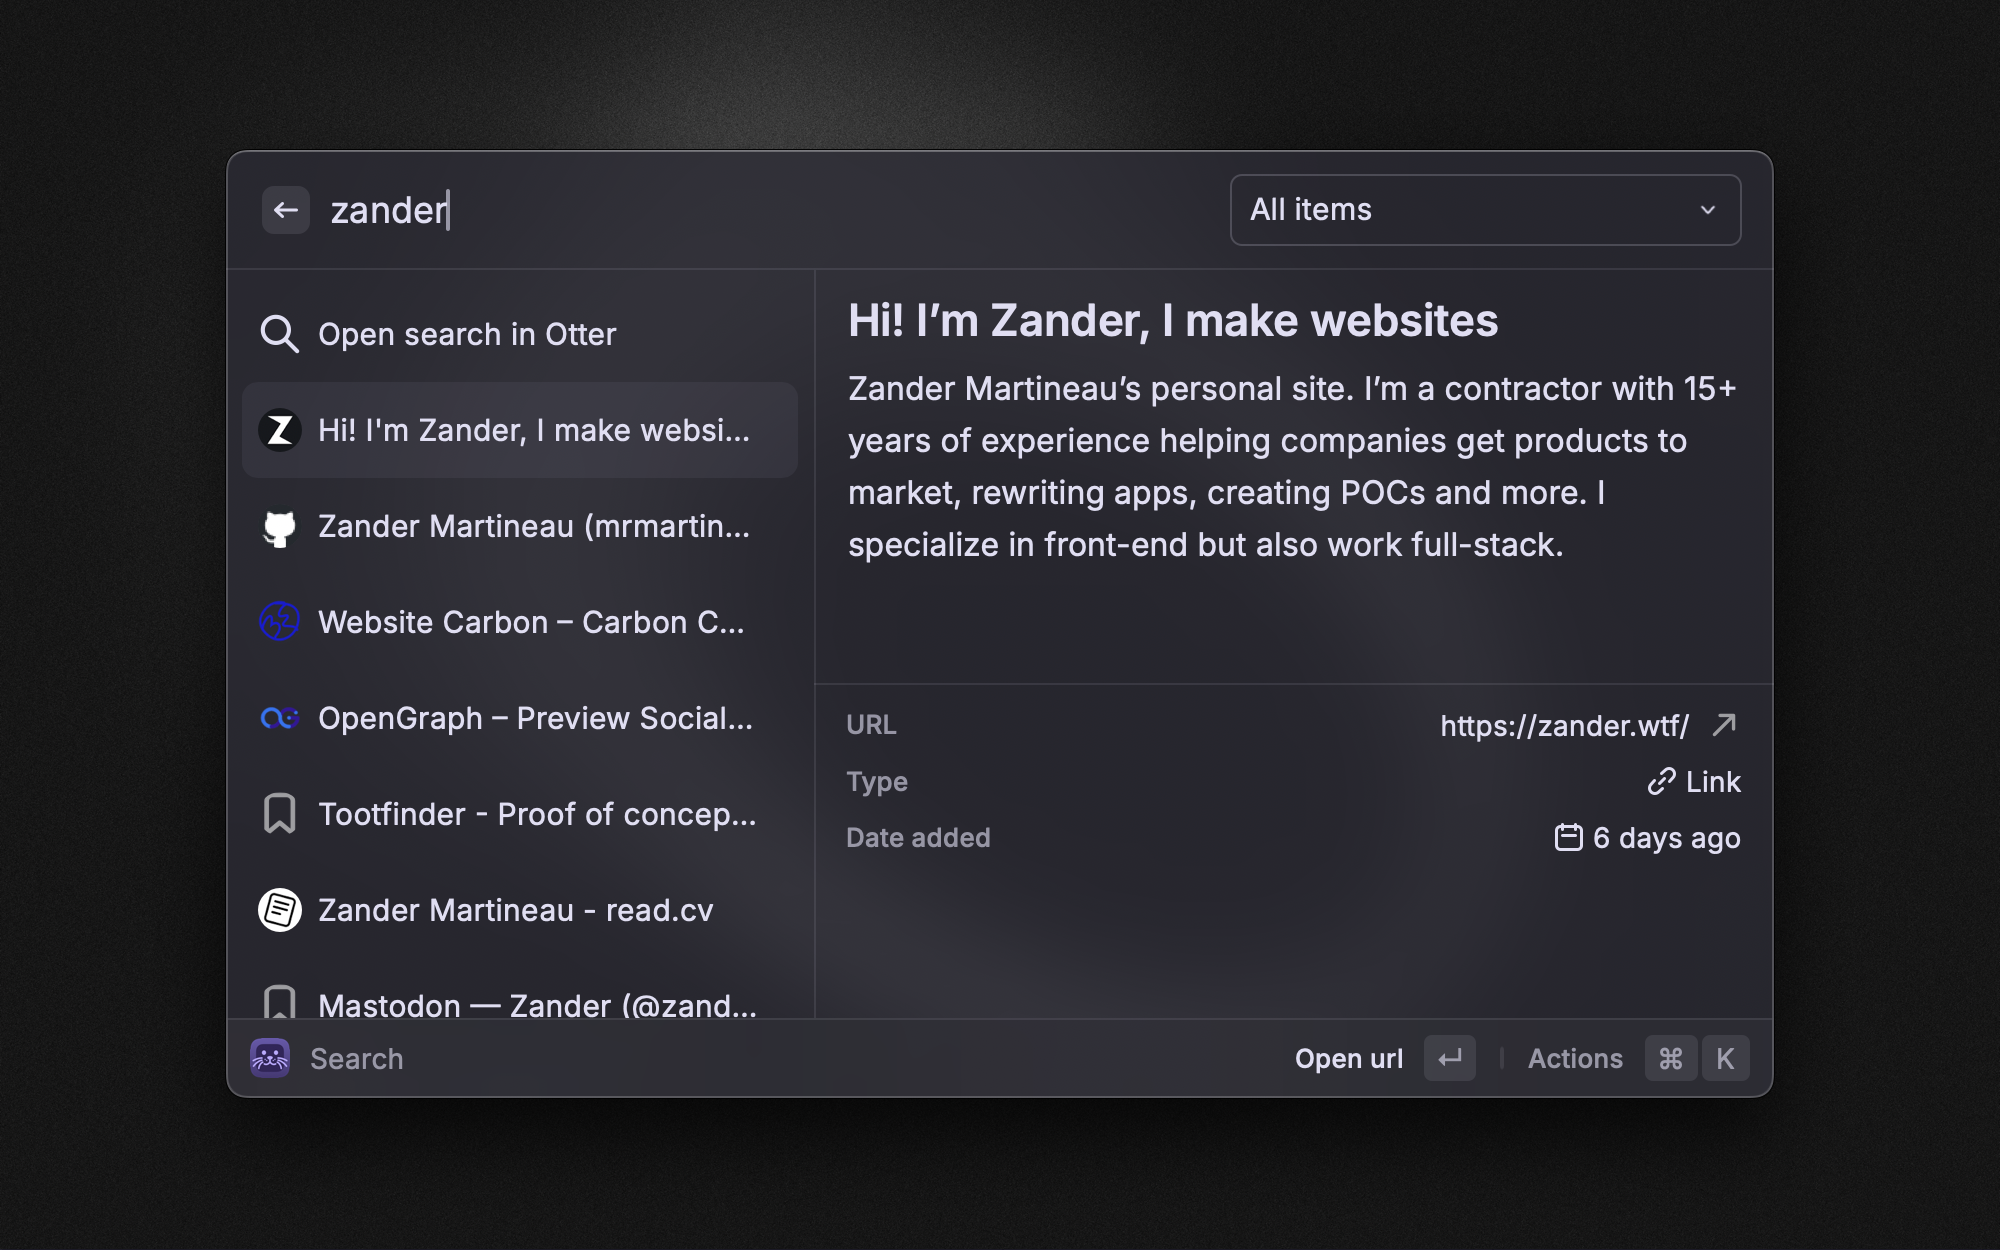 zander
All items
Open search in Otter
Hi! I'm Zander, I make websi...
Zander Martineau (mrmartin...
Website Carbon – Carbon C...
OpenGraph – Preview Social...
Tootfinder - Proof of concep...
Zander Martineau - read.cv
Mastodon — Zander (@zand...
Hi! I’m Zander, I make websites
Zander Martineau’s personal site. I’m a contractor with 15+
years of experience helping companies get products to
market, rewriting apps, creating POCs and more. I
specialize in front-end but also work full-stack.
URL https://zander.wtf/
Type Link
Date added 6 days ago
Search
Open url
Actions ⌘ K